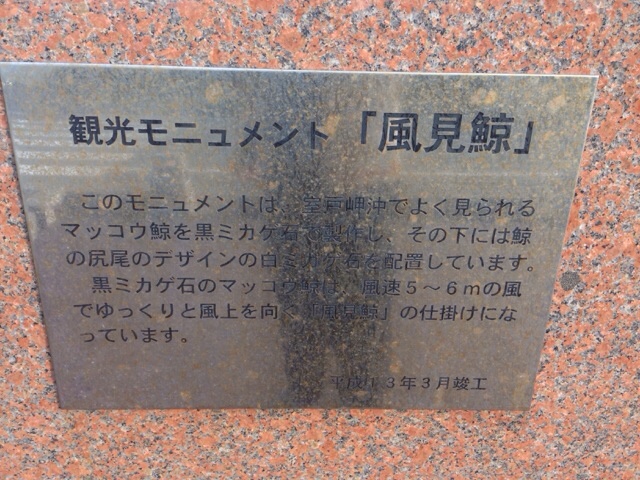 観光モニュメント「風見鯨」
このモニュメントは、室戸岬沖でよく見られる
マッコウ鯨を黒ミカゲ石で製作し、その下には鯨
の尻尾のデザインの白ミカゲ石を配置しています。
黒ミカゲ石のマッコウ鯨は、風速5～6mの風
でゆっくりと風上を向く「風見鯨」の仕掛けにな
っています。
平成13年3月竣工